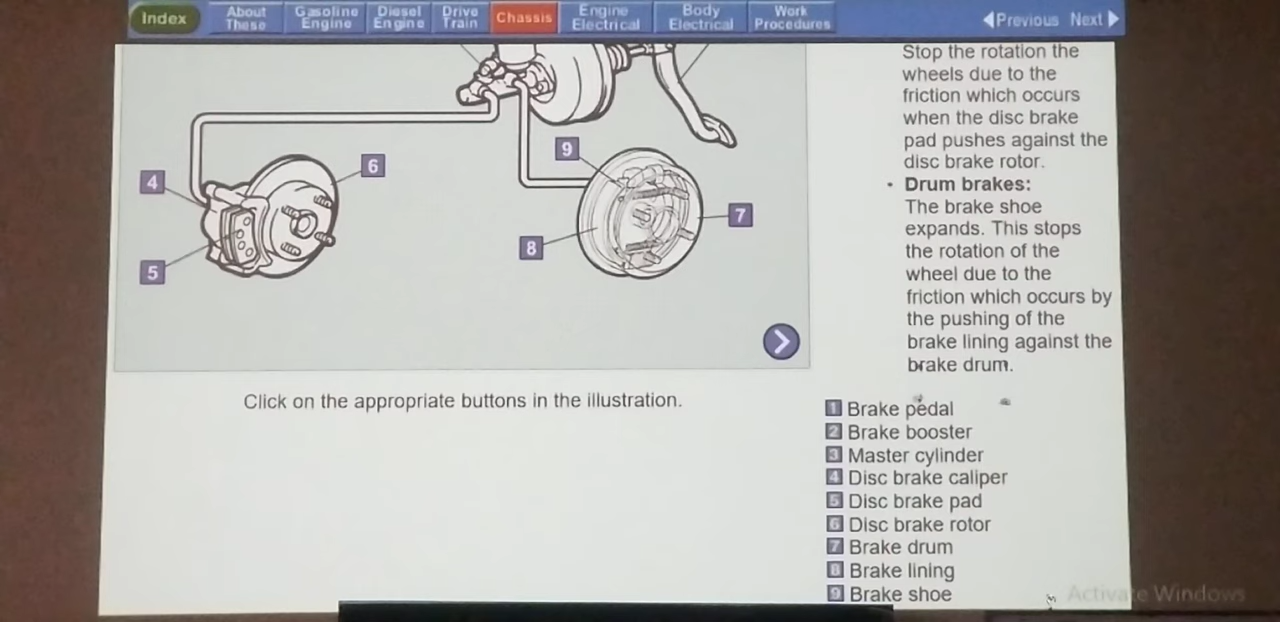 Index
About These
Gasoline Engine
Diesel Engine
Drive Train
Chassis
Engine Electrical
Body Electrical
Work Procedures
Previous Next
Stop the rotation the
wheels due to the
friction which occurs
when the disc brake
pad pushes against the
disc brake rotor.
• Drum brakes:
The brake shoe
expands. This stops
the rotation of the
wheel due to the
friction which occurs by
the pushing of the
brake lining against the
brake drum.
4
6
9
7
8
5
Click on the appropriate buttons in the illustration.
1 Brake pedal
2 Brake booster
3 Master cylinder
4 Disc brake caliper
5 Disc brake pad
6 Disc brake rotor
7 Brake drum
8 Brake lining
9 Brake shoe
Activate Windows